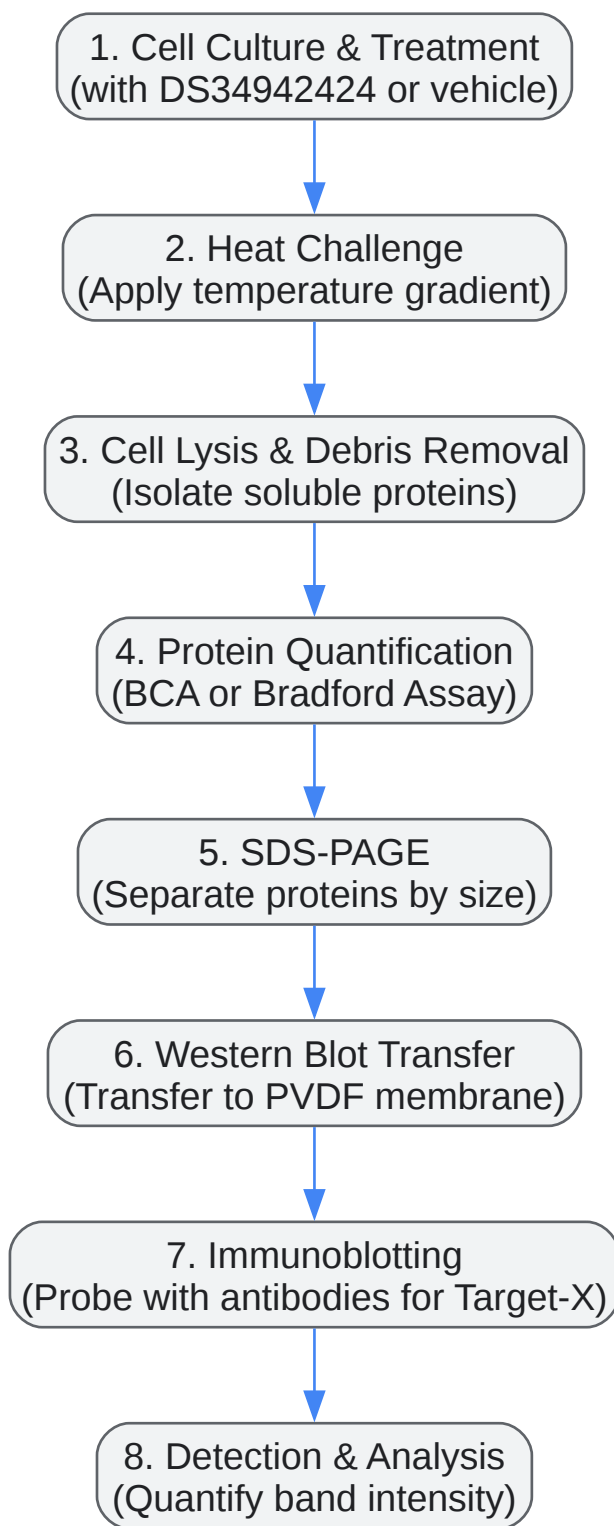 1. Cell Culture & Treatment
(with DS34942424 or vehicle)
2. Heat Challenge
(Apply temperature gradient)
3. Cell Lysis & Debris Removal
(Isolate soluble proteins)
4. Protein Quantification
(BCA or Bradford Assay)
5. SDS-PAGE
(Separate proteins by size)
6. Western Blot Transfer
(Transfer to PVDF membrane)
7. Immunoblotting
(Probe with antibodies for Target-X)
8. Detection & Analysis
(Quantify band intensity)